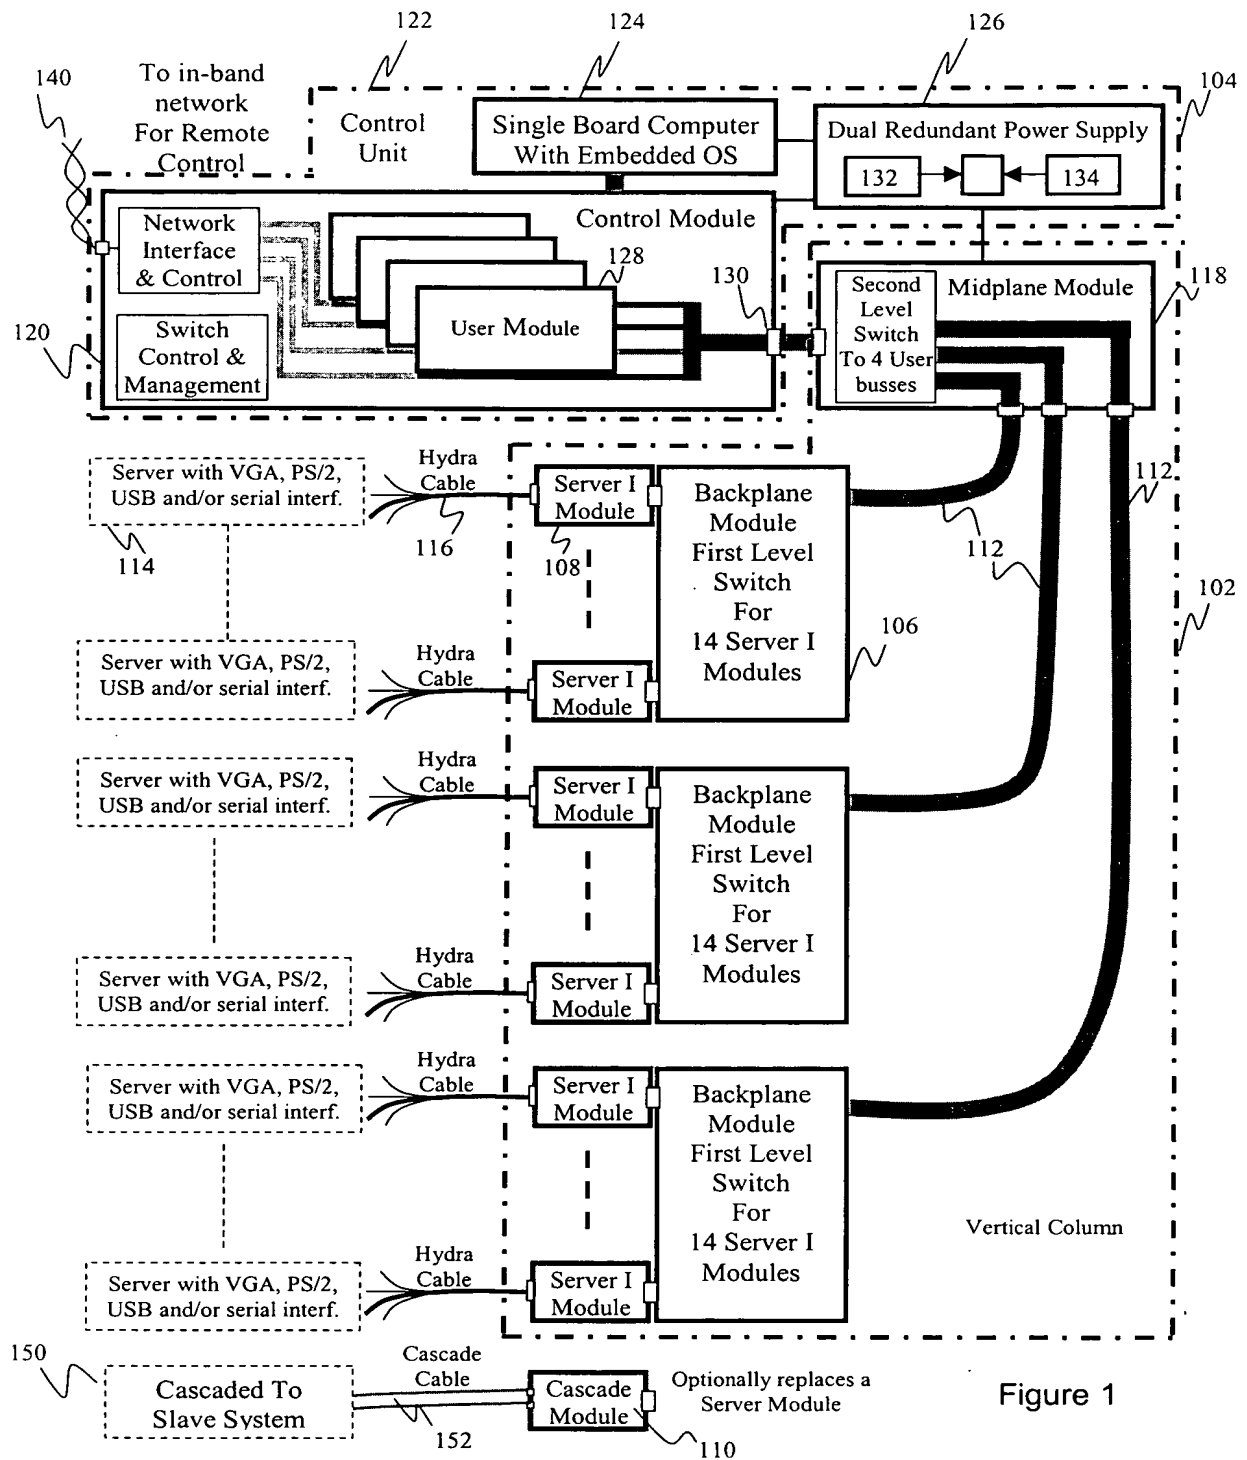 122
124
126
140
To in-band
network
For Remote
Control
104
Control
Unit
Single Board Computer
With Embedded OS
Dual Redundant Power Supply
132
134
Control Module
Network
Interface
& Control
128
User Module
130
120
Switch
Control &
Management
Second
Level
Switch
To 4 User
busses
Midplane Module
118
Server with VGA, PS/2,
USB and/or serial interf.
114
Hydra
Cable
116
Server I
Module
108
Backplane
Module
First Level
Switch
For
14 Server I
Modules
112
112
102
106
Server with VGA, PS/2,
USB and/or serial interf.
Hydra
Cable
Server I
Module
Server with VGA, PS/2,
USB and/or serial interf.
Hydra
Cable
Server I
Module
Backplane
Module
First Level
Switch
For
14 Server I
Modules
Server with VGA, PS/2,
USB and/or serial interf.
Hydra
Cable
Server I
Module
Server with VGA, PS/2,
USB and/or serial interf.
Hydra
Cable
Server I
Module
Backplane
Module
First Level
Switch
For
14 Server I
Modules
Vertical Column
Server with VGA, PS/2,
USB and/or serial interf.
Hydra
Cable
Server I
Module
150
Cascaded To
Slave System
Cascade
Cable
152
Cascade
Module
110
Optionally replaces a
Server Module
Figure 1